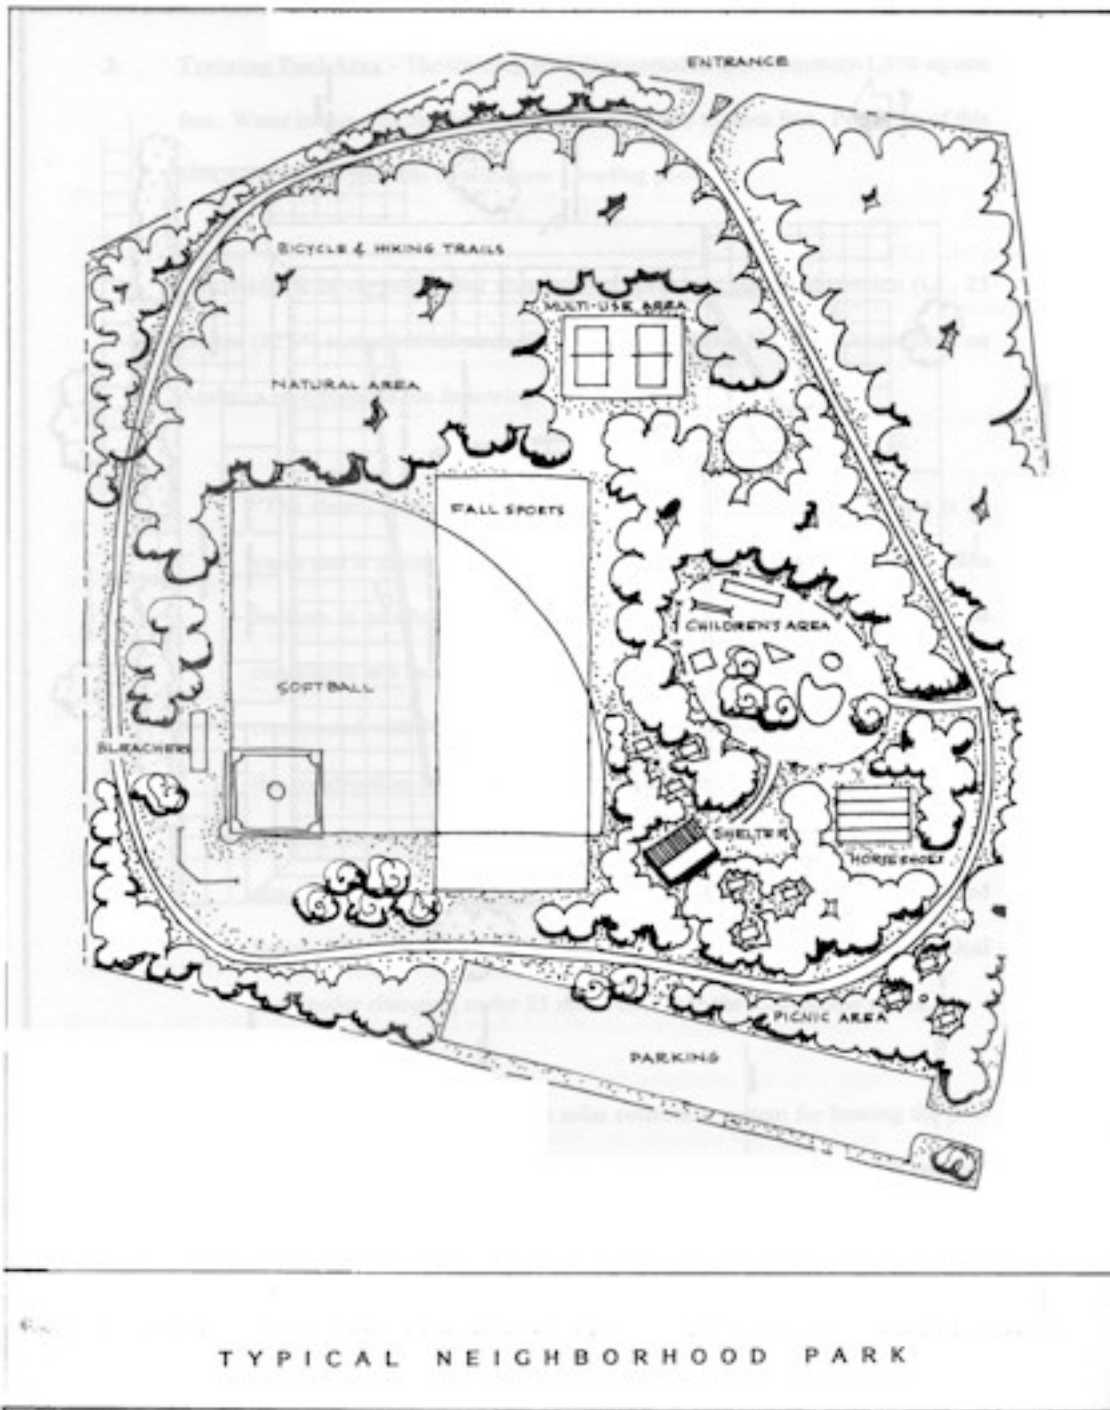 ENTRANCE
BICYCLE & HIKING TRAILS
MULTI-USE AREA
NATURAL AREA
FALL SPORTS
CHILDREN'S AREA
SOFTBALL
BLEACHERS
SHELTER
HORSESHOES
PICNIC AREA
PARKING
TYPICAL NEIGHBORHOOD PARK